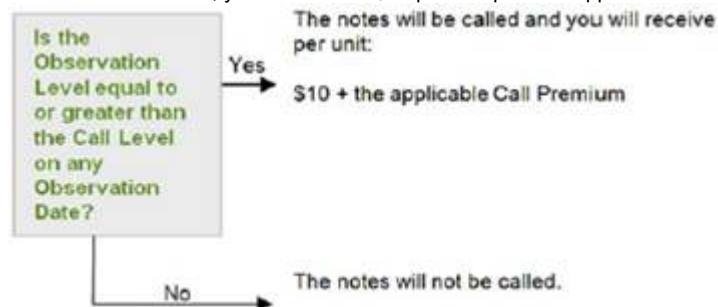 Is the
Observation
Level equal to
or greater than
the Call Level
on any
Observation
Date?
Yes
The notes will be called and you will receive
per unit:
$10 + the applicable Call Premium
No
The notes will not be called.